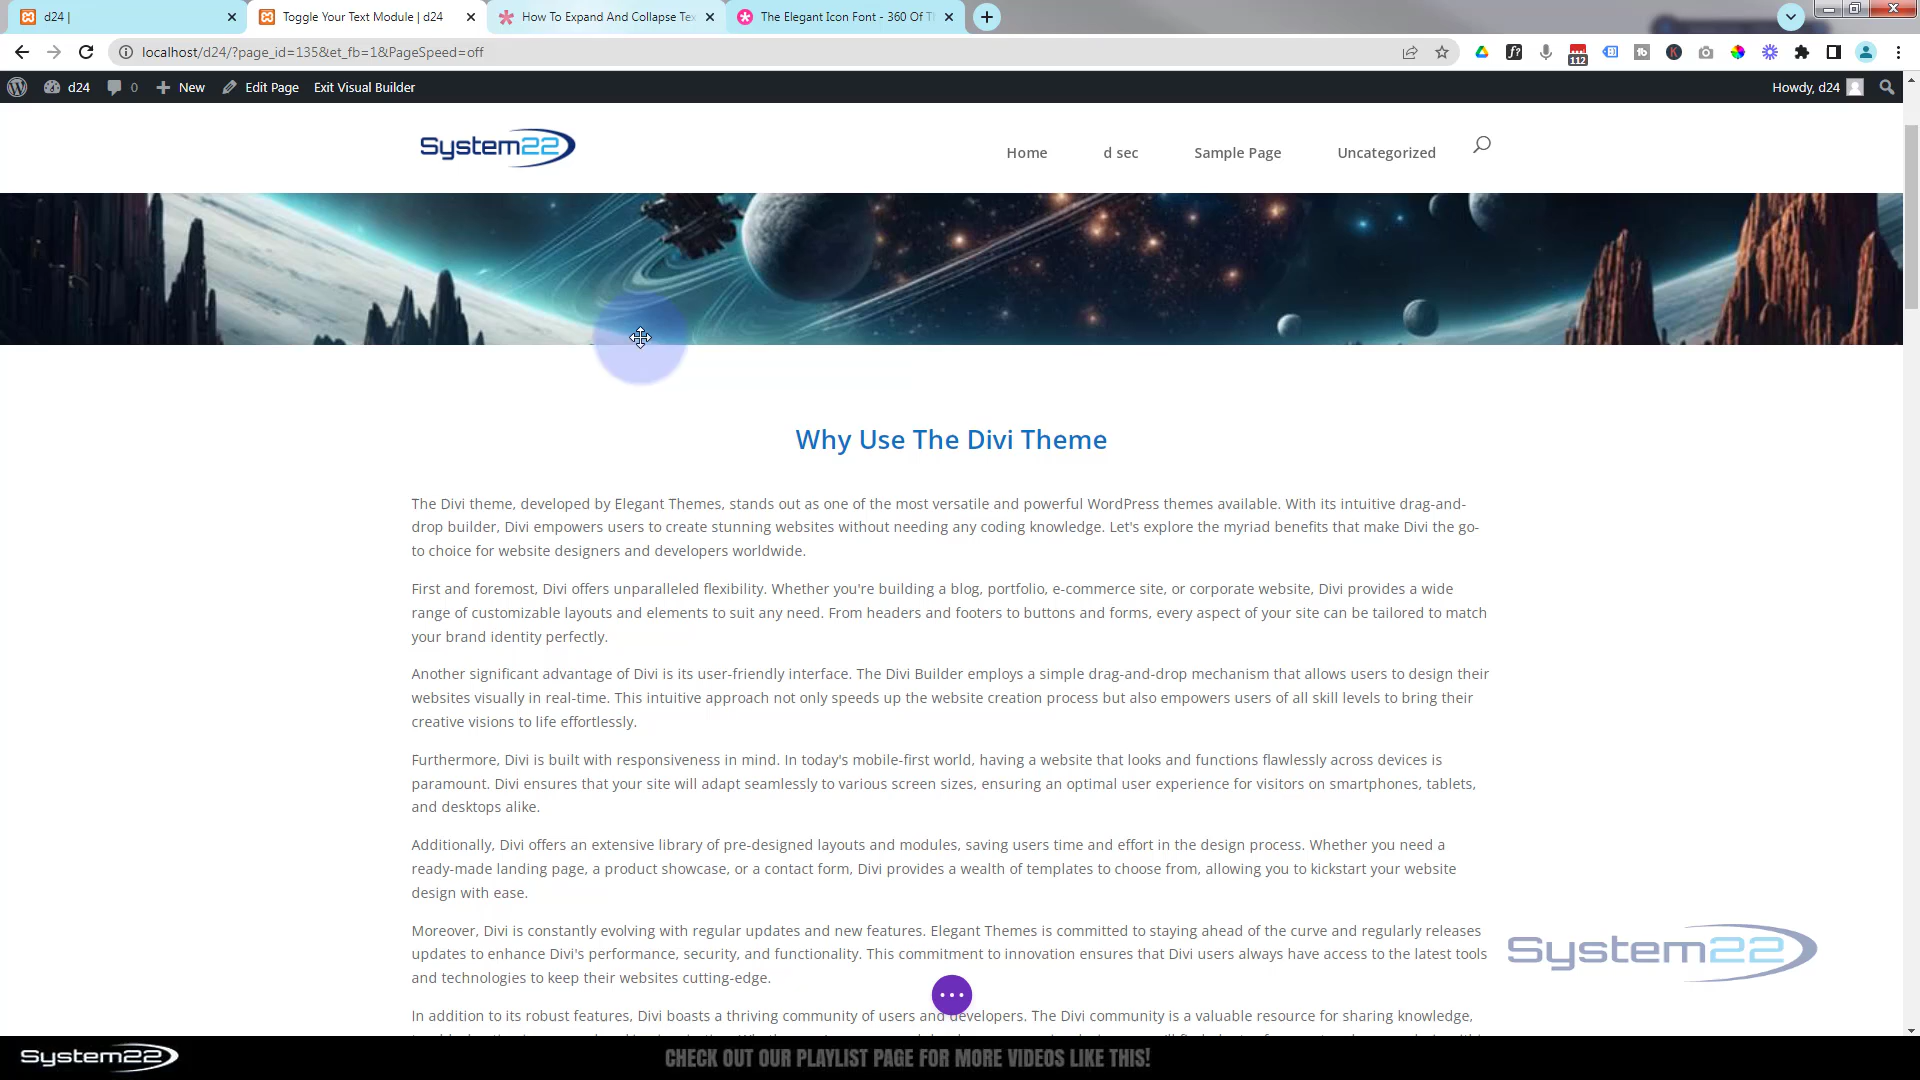 d24 |
Toggle Your Text Module | d24
How To Expand And Collapse Tex
The Elegant Icon Font - 360 Of Th
localhost/d24/?page_id=135&et_fb=1&PageSpeed=off
112
d24 0 New Edit Page Exit Visual Builder Howdy, d24
System22 Home d sec Sample Page Uncategorized
Why Use The Divi Theme
The Divi theme, developed by Elegant Themes, stands out as one of the most versatile and powerful WordPress themes available. With its intuitive drag-and-
drop builder, Divi empowers users to create stunning websites without needing any coding knowledge. Let's explore the myriad benefits that make Divi the go-
to choice for website designers and developers worldwide.
First and foremost, Divi offers unparalleled flexibility. Whether you're building a blog, portfolio, e-commerce site, or corporate website, Divi provides a wide
range of customizable layouts and elements to suit any need. From headers and footers to buttons and forms, every aspect of your site can be tailored to match
your brand identity perfectly.
Another significant advantage of Divi is its user-friendly interface. The Divi Builder employs a simple drag-and-drop mechanism that allows users to design their
websites visually in real-time. This intuitive approach not only speeds up the website creation process but also empowers users of all skill levels to bring their
creative visions to life effortlessly.
Furthermore, Divi is built with responsiveness in mind. In today's mobile-first world, having a website that looks and functions flawlessly across devices is
paramount. Divi ensures that your site will adapt seamlessly to various screen sizes, ensuring an optimal user experience for visitors on smartphones, tablets,
and desktops alike.
Additionally, Divi offers an extensive library of pre-designed layouts and modules, saving users time and effort in the design process. Whether you need a
ready-made landing page, a product showcase, or a contact form, Divi provides a wealth of templates to choose from, allowing you to kickstart your website
design with ease.
Moreover, Divi is constantly evolving with regular updates and new features. Elegant Themes is committed to staying ahead of the curve and regularly releases
updates to enhance Divi's performance, security, and functionality. This commitment to innovation ensures that Divi users always have access to the latest tools
and technologies to keep their websites cutting-edge.
In addition to its robust features, Divi boasts a thriving community of users and developers. The Divi community is a valuable resource for sharing knowledge,
System22
System22
CHECK OUT OUR PLAYLIST PAGE FOR MORE VIDEOS LIKE THIS!